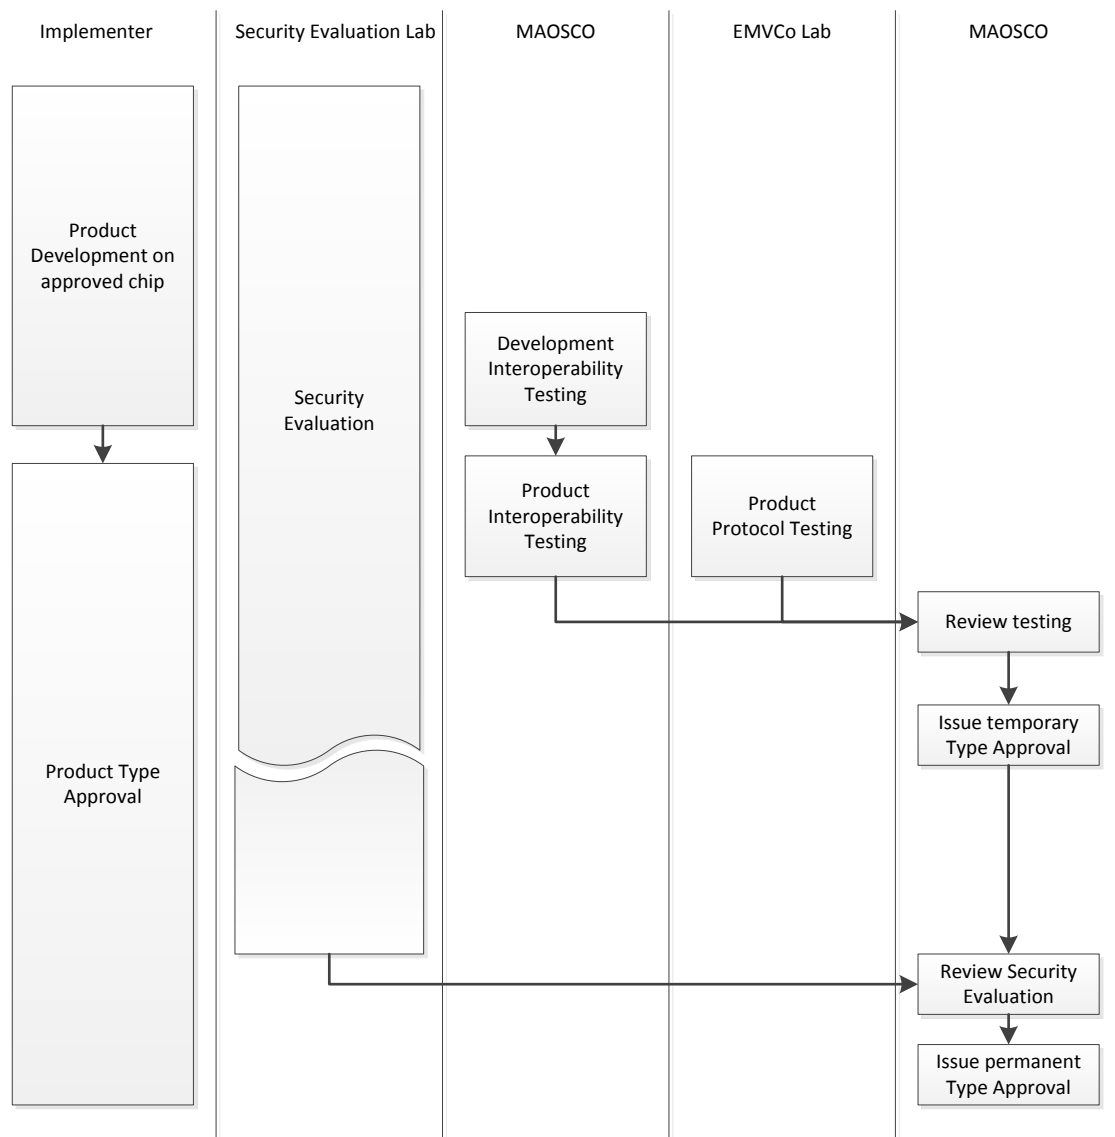 Implementer
Security Evaluation Lab
MAOSCO
EMVCo Lab
MAOSCO
Product
Development on
approved chip
Product Type
Approval
Security
Evaluation
Development
Interoperability
Testing
Product
Interoperability
Testing
Product
Protocol Testing
Review testing
Issue temporary
Type Approval
Review Security
Evaluation
Issue permanent
Type Approval